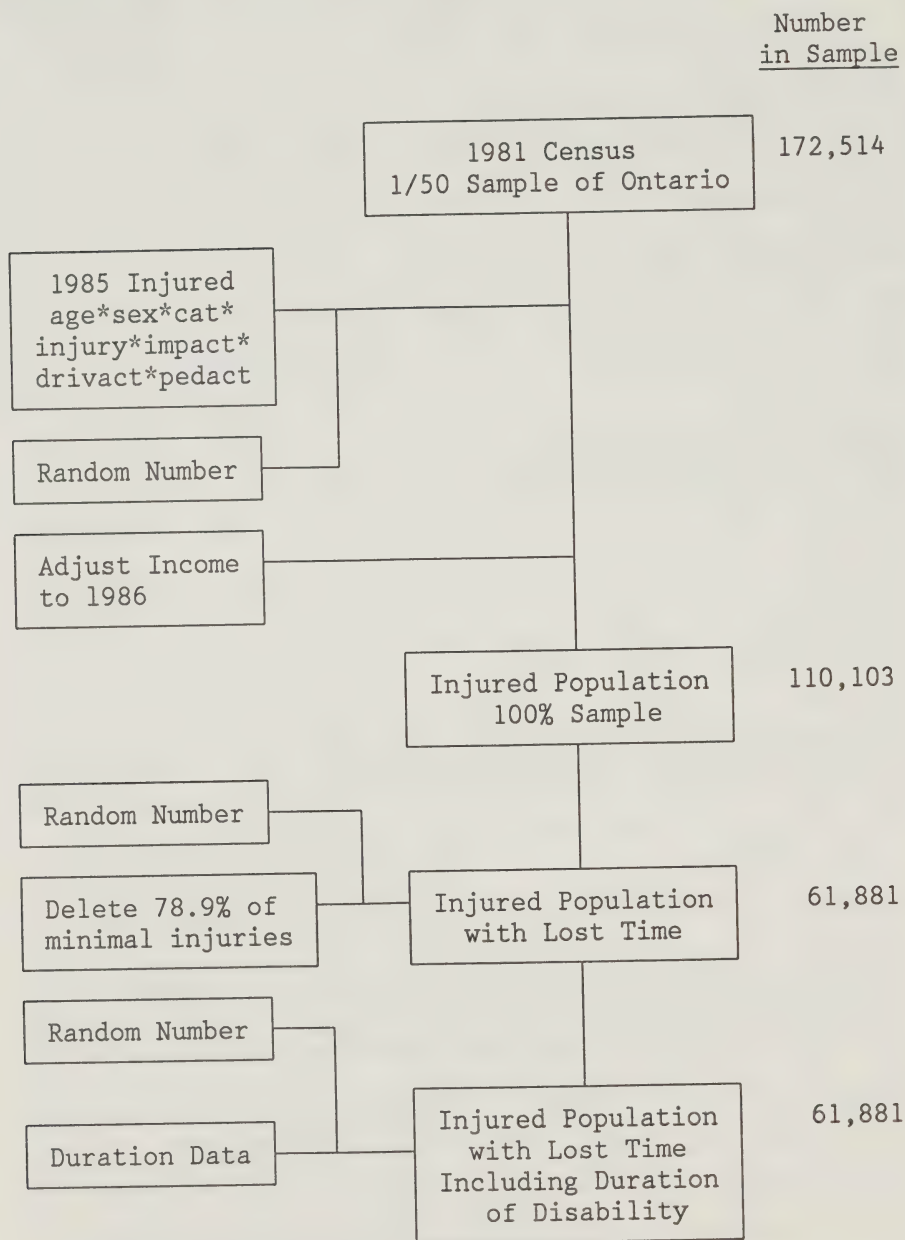 Number
in Sample
1981 Census
1/50 Sample of Ontario
172,514
1985 Injured
age*sex*cat*
injury*impact*
drivact*pedact
Random Number
Adjust Income
to 1986
Injured Population
100% Sample
110,103
Random Number
Delete 78.9% of
minimal injuries
Injured Population
with Lost Time
61,881
Random Number
Duration Data
Injured Population
with Lost Time
Including Duration
of Disability
61,881